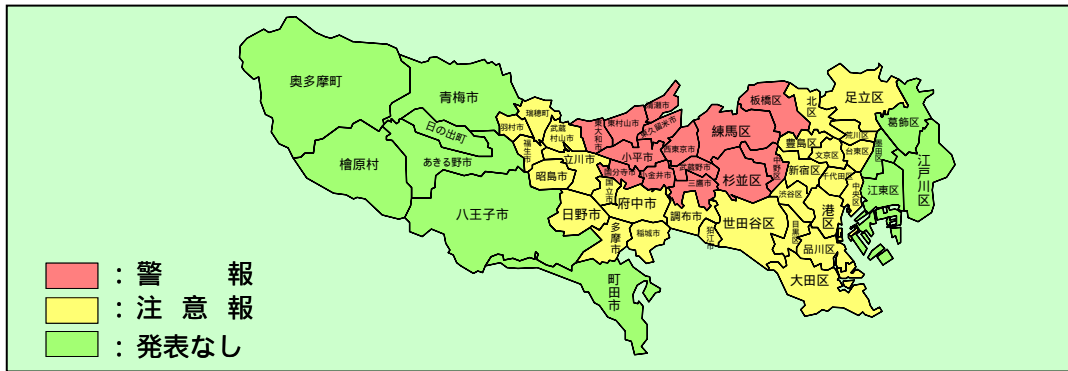 奥多摩町
青梅市
日の出町
檜原村
あきる野市
八王子市
町田市
瑞穂町
羽村市
武蔵
村山市
福生市
昭島市
立川市
国立市
日野市
多摩市
稲城市
府中市
調布市
狛江市
東大和市
東村山市
清瀬市
東久留米市
小平市
西東京市
国分寺市
小金井市
武蔵野市
三鷹市
練馬区
板橋区
杉並区
中野区
北区
足立区
荒川区
葛飾区
豊島区
文京区
台東区
墨田区
江戸川区
新宿区
千代田区
中央区
江東区
渋谷区
港区
世田谷区
目黒区
品川区
大田区
：警報
：注意報
：発表なし